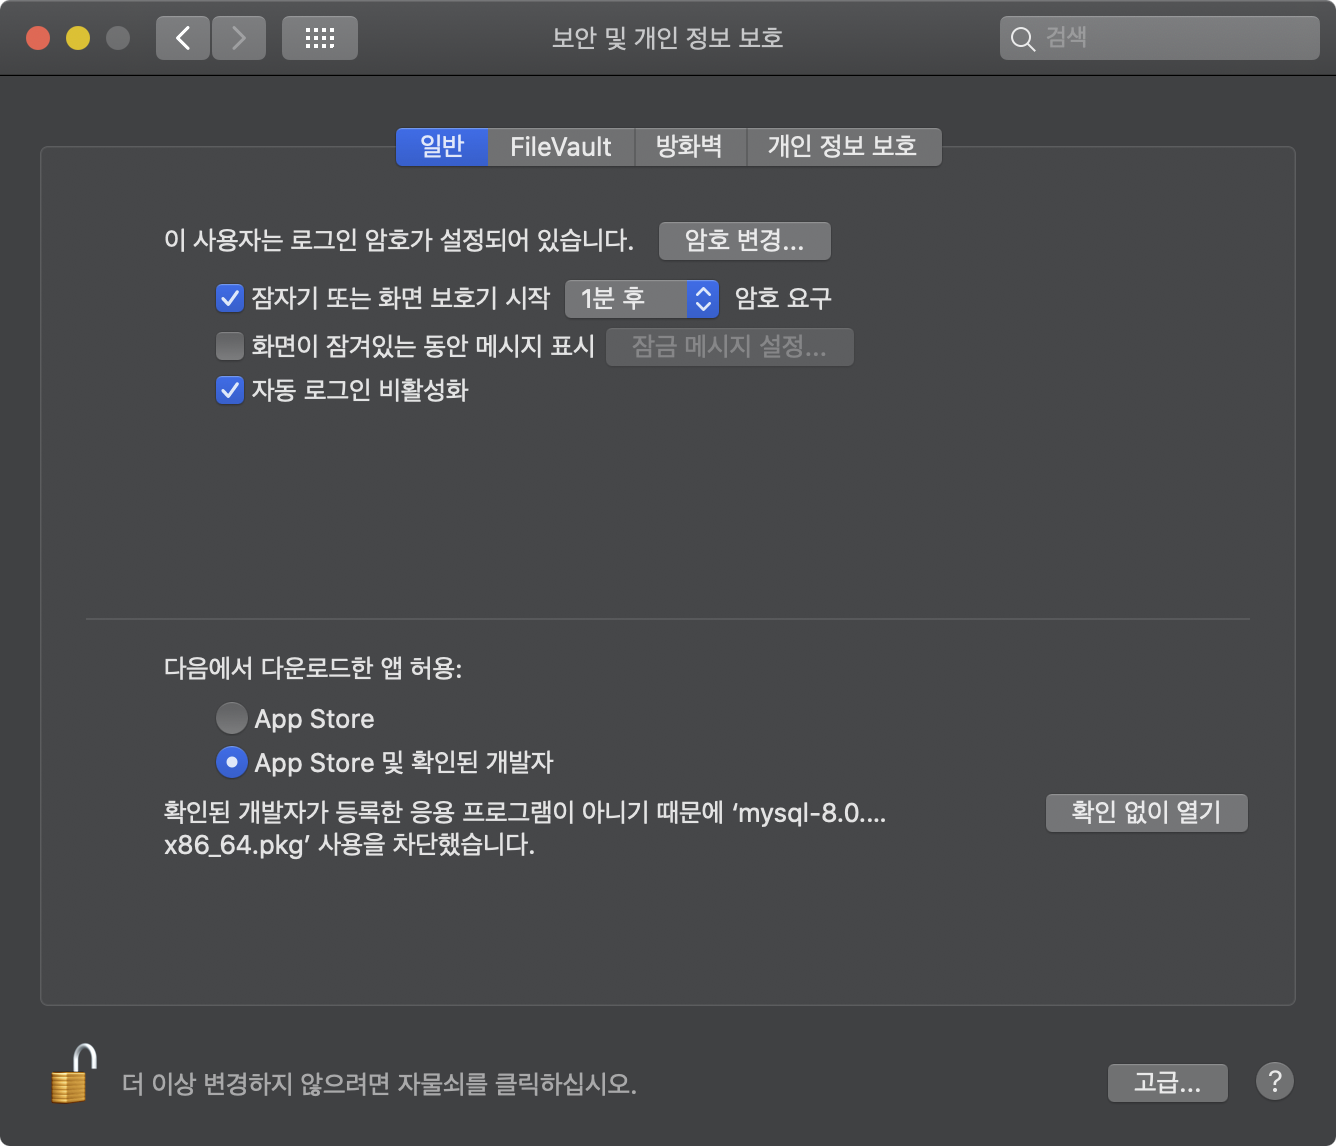 보안 및 개인 정보 보호
검색
일반 FileVault 방화벽 개인 정보 보호
이 사용자는 로그인 암호가 설정되어 있습니다. 암호 변경...
잠자기 또는 화면 보호기 시작 1분 후 암호 요구
화면이 잠겨있는 동안 메시지 표시 잠금 메시지 설정...
자동 로그인 비활성화
다음에서 다운로드한 앱 허용:
App Store
App Store 및 확인된 개발자
확인된 개발자가 등록한 응용 프로그램이 아니기 때문에 ‘mysql-8.0.... 확인 없이 열기
x86_64.pkg’ 사용을 차단했습니다.
더 이상 변경하지 않으려면 자물쇠를 클릭하십시오. 고급... ?